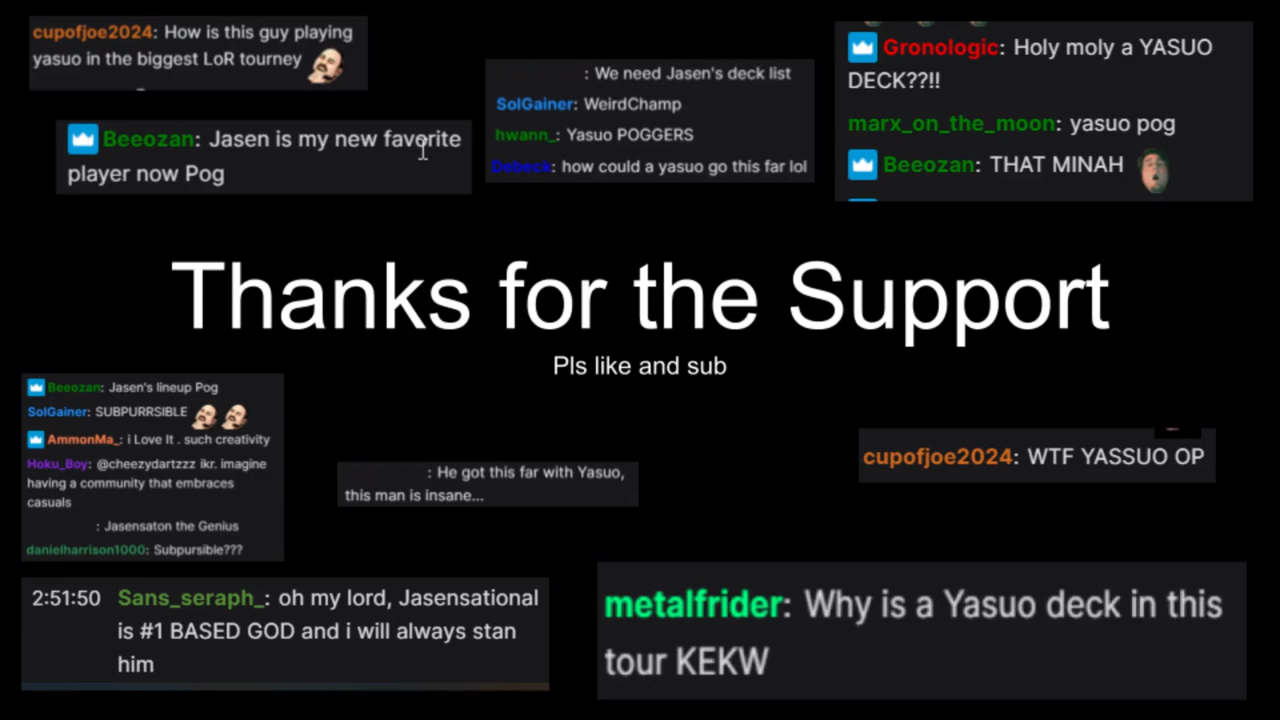 cupofjoe2024: How is this guy playing
yasuo in the biggest LoR tourney
Beeozan: Jasen is my new favorite
player now Pog
: We need Jasen's deck list
SolGainer: WeirdChamp
hwann_: Yasuo POGGERS
Debeck: how could a yasuo go this far lol
Gronologic: Holy moly a YASUO
DECK??!!
marx_on_the_moon: yasuo pog
Beeozan: THAT MINAH
Thanks for the Support
Pls like and sub
Beeozan: Jasen's lineup Pog
SolGainer: SUBPURRSIBLE
AmmonMa_: i Love It . such creativity
Hoku_Boy: @cheezydartzzz ikr. imagine
having a community that embraces
casuals
: Jasensaton the Genius
danielharrison1000: Subpursible???
: He got this far with Yasuo,
this man is insane...
cupofjoe2024: WTF YASSUO OP
2:51:50 Sans_seraph_: oh my lord, Jasensational
is #1 BASED GOD and i will always stan
him
metalfrider: Why is a Yasuo deck in this
tour KEKW